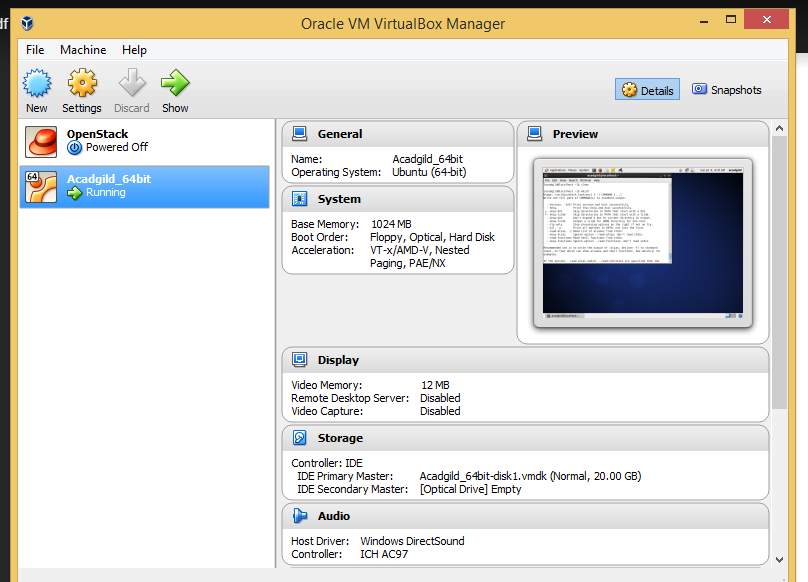 df
Oracle VM VirtualBox Manager
File Machine Help
New Settings Discard Show
Details Snapshots
OpenStack
Powered Off
64
Acadgild_64bit
Running
General
Name: Acadgild_64bit
Operating System: Ubuntu (64-bit)
System
Base Memory: 1024 MB
Boot Order: Floppy, Optical, Hard Disk
Acceleration: VT-x/AMD-V, Nested
Paging, PAE/NX
Preview
Display
Video Memory: 12 MB
Remote Desktop Server: Disabled
Video Capture: Disabled
Storage
Controller: IDE
IDE Primary Master: Acadgild_64bit-disk1.vmdk (Normal, 20.00 GB)
IDE Secondary Master: [Optical Drive] Empty
Audio
Host Driver: Windows DirectSound
Controller: ICH AC97